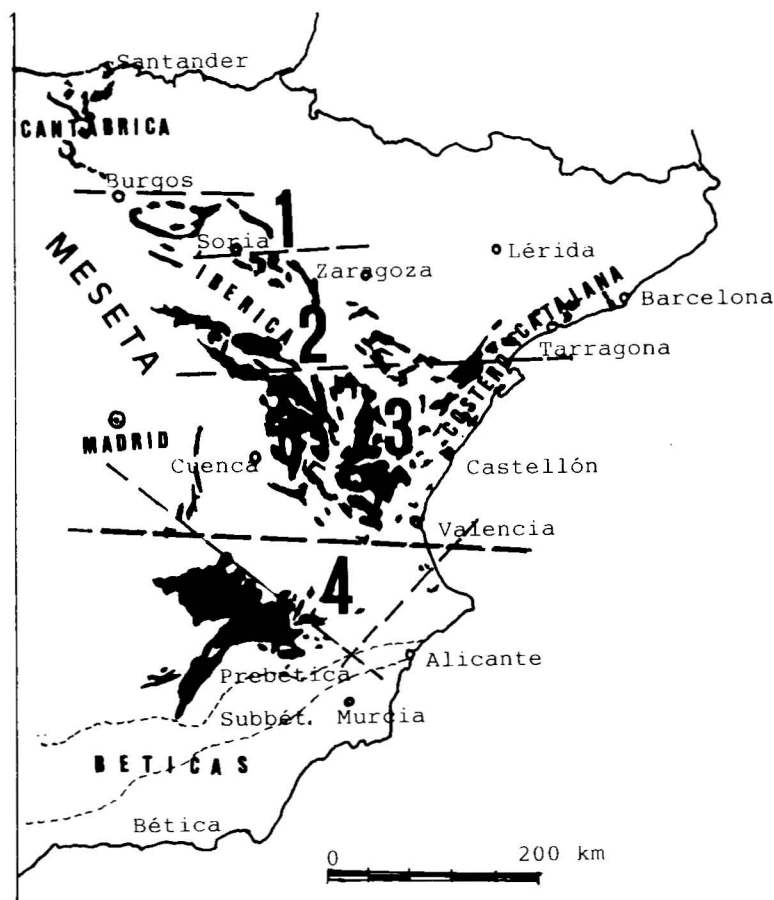 Santander
CANTABRICA
Burgos
1
Soria
Lérida
IBERICA
Zaragoza
MESETA
COSTERO CATALANA
Barcelona
2
Tarragona
3
MADRID
Cuenca
Castellón
Valencia
4
Prebética
Alicante
Subbét.
Murcia
BETICAS
Bética
0
200 km